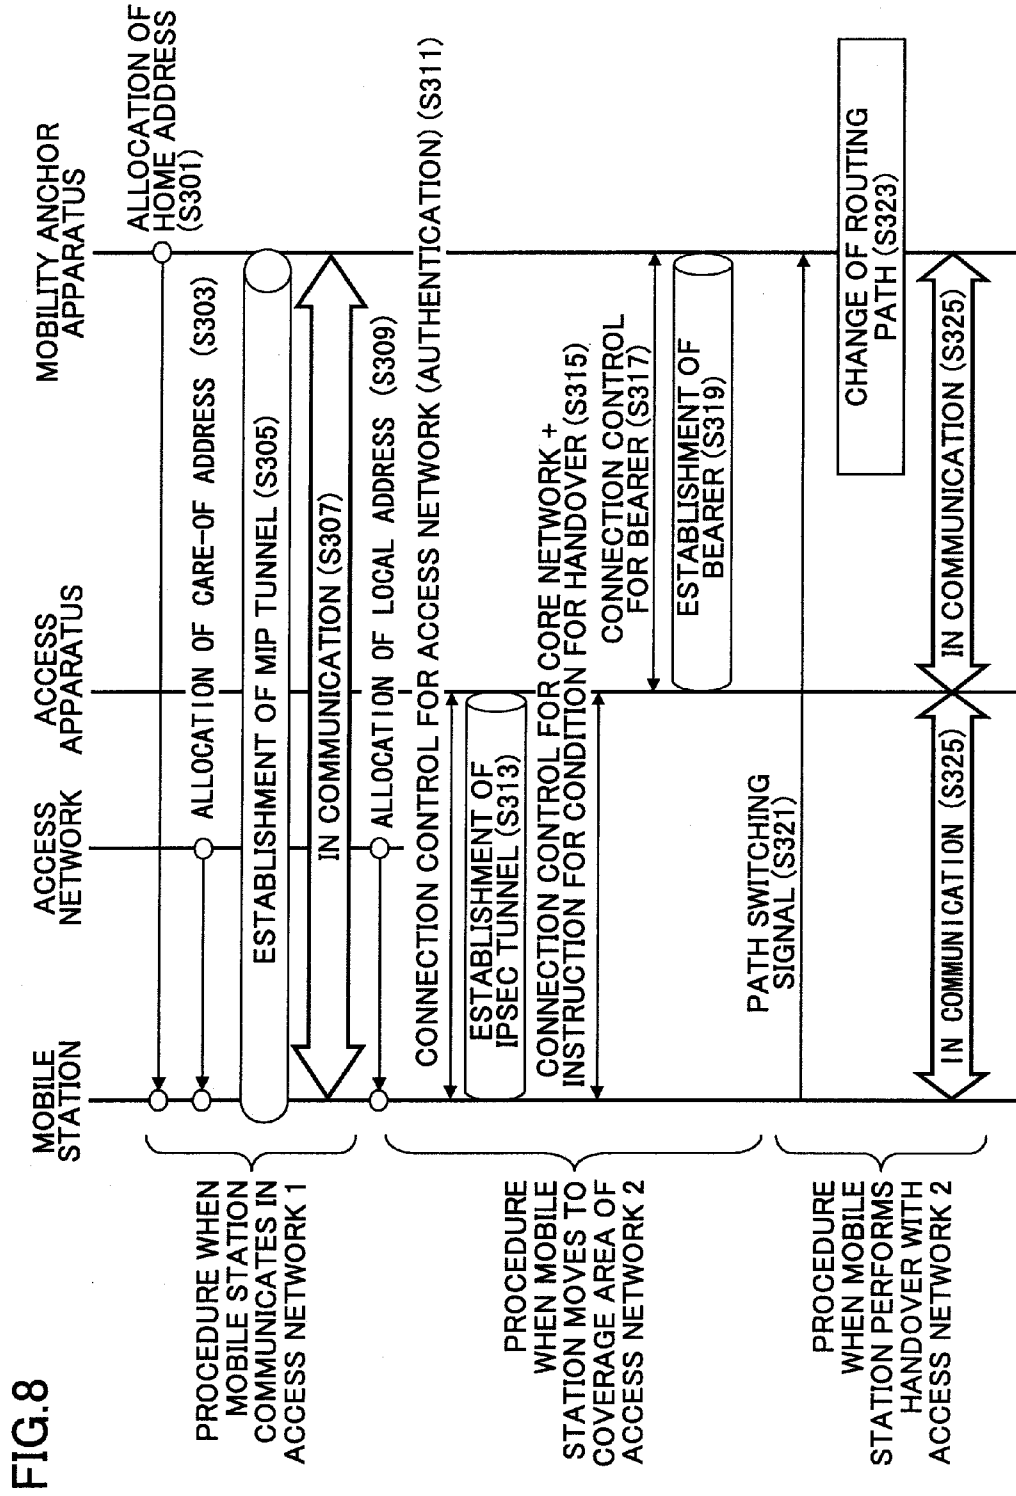 FIG.8
MOBILE
STATION
ACCESS
NETWORK
ACCESS
APPARATUS
MOBILITY ANCHOR
APPARATUS
PROCEDURE WHEN
MOBILE STATION
COMMUNICATES IN
ACCESS NETWORK 1
ALLOCATION OF
HOME ADDRESS
(S301)
ALLOCATION OF CARE-OF ADDRESS (S303)
ESTABLISHMENT OF MIP TUNNEL (S305)
IN COMMUNICATION (S307)
PROCEDURE
WHEN MOBILE
STATION MOVES TO
COVERAGE AREA OF
ACCESS NETWORK 2
ALLOCATION OF LOCAL ADDRESS (S309)
CONNECTION CONTROL FOR ACCESS NETWORK (AUTHENTICATION) (S311)
ESTABLISHMENT OF
IPSEC TUNNEL (S313)
CONNECTION CONTROL FOR CORE NETWORK +
INSTRUCTION FOR CONDITION FOR HANDOVER (S315)
CONNECTION CONTROL
FOR BEARER (S317)
ESTABLISHMENT OF
BEARER (S319)
PROCEDURE
WHEN MOBILE
STATION PERFORMS
HANDOVER WITH
ACCESS NETWORK 2
PATH SWITCHING
SIGNAL (S321)
CHANGE OF ROUTING
PATH (S323)
IN COMMUNICATION (S325)
IN COMMUNICATION (S325)